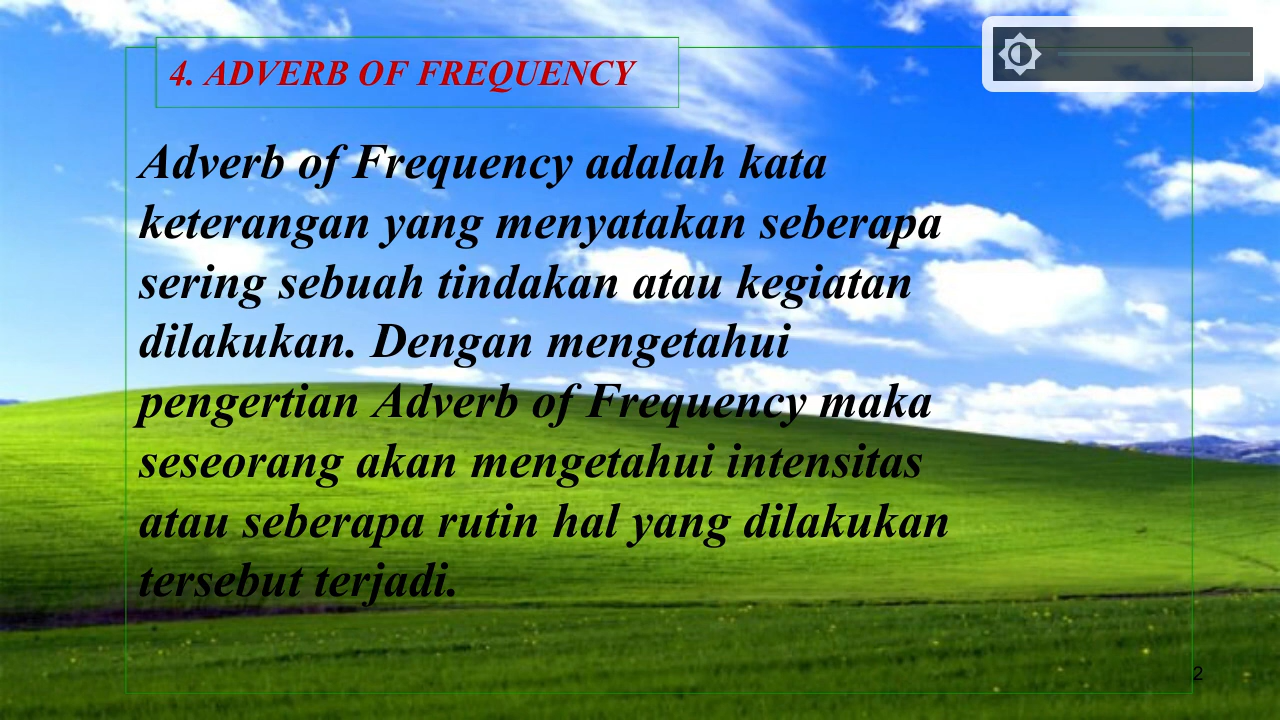 4. ADVERB OF FREQUENCY
Adverb of Frequency adalah kata
keterangan yang menyatakan seberapa
sering sebuah tindakan atau kegiatan
dilakukan. Dengan mengetahui
pengertian Adverb of Frequency maka
seseorang akan mengetahui intensitas
atau seberapa rutin hal yang dilakukan
tersebut terjadi.
2